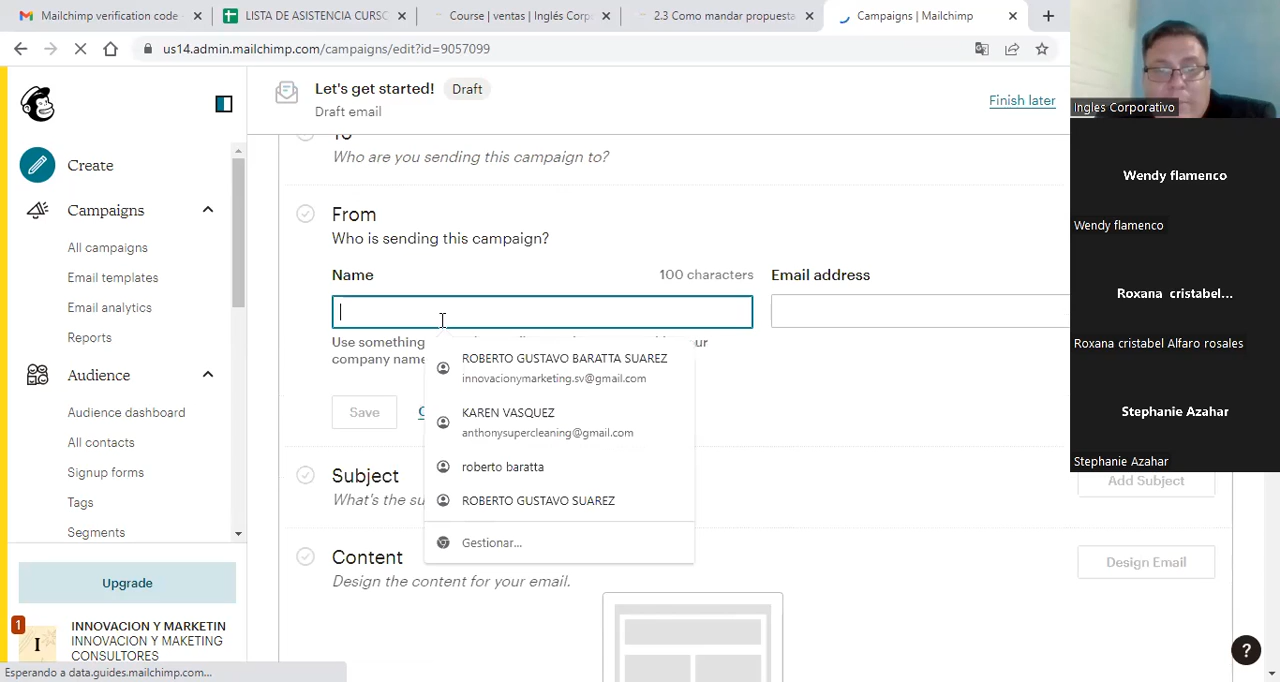 Mailchimp verification code
LISTA DE ASISTENCIA CURSO
Course | ventas | Inglés Corpo
2.3 Como mandar propuesta
Campaigns | Mailchimp
us14.admin.mailchimp.com/campaigns/edit?id=9057099
Let's get started!
Draft
Draft email
Finish later
Create
Campaigns
All campaigns
Email templates
Email analytics
Reports
Audience
Audience dashboard
All contacts
Signup forms
Tags
Segments
Upgrade
1
I
INNOVACION Y MARKETIN
INNOVACION Y MAKETING
CONSULTORES
Esperando a data.guides.mailchimp.com...
To
Who are you sending this campaign to?
From
Who is sending this campaign?
Name
100 characters
Email address
Use something
ur
company name
Save
ROBERTO GUSTAVO BARATTA SUAREZ
innovacionymarketing.sv@gmail.com
KAREN VASQUEZ
anthonysupercleaning@gmail.com
roberto baratta
ROBERTO GUSTAVO SUAREZ
Gestionar...
Subject
What's the su
Add Subject
Content
Design the content for your email.
Design Email
?
Ingles Corporativo
Wendy flamenco
Wendy flamenco
Roxana cristabel...
Roxana cristabel Alfaro rosales
Stephanie Azahar
Stephanie Azahar